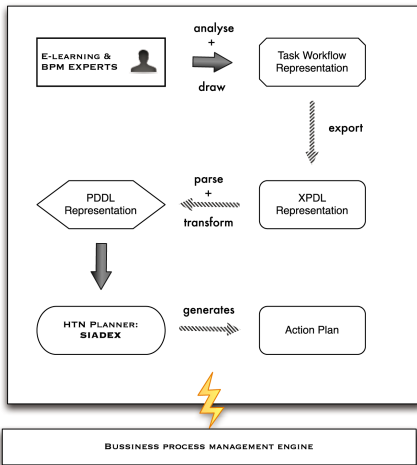 analyse
+
draw
E-LEARNING &
BPM EXPERTS
Task Workflow
Representation
export
parse
+
transform
PDDL
Representation
XPDL
Representation
generates
HTN PLANNER:
SIADEX
Action Plan
BUSSINESS PROCESS MANAGEMENT ENGINE